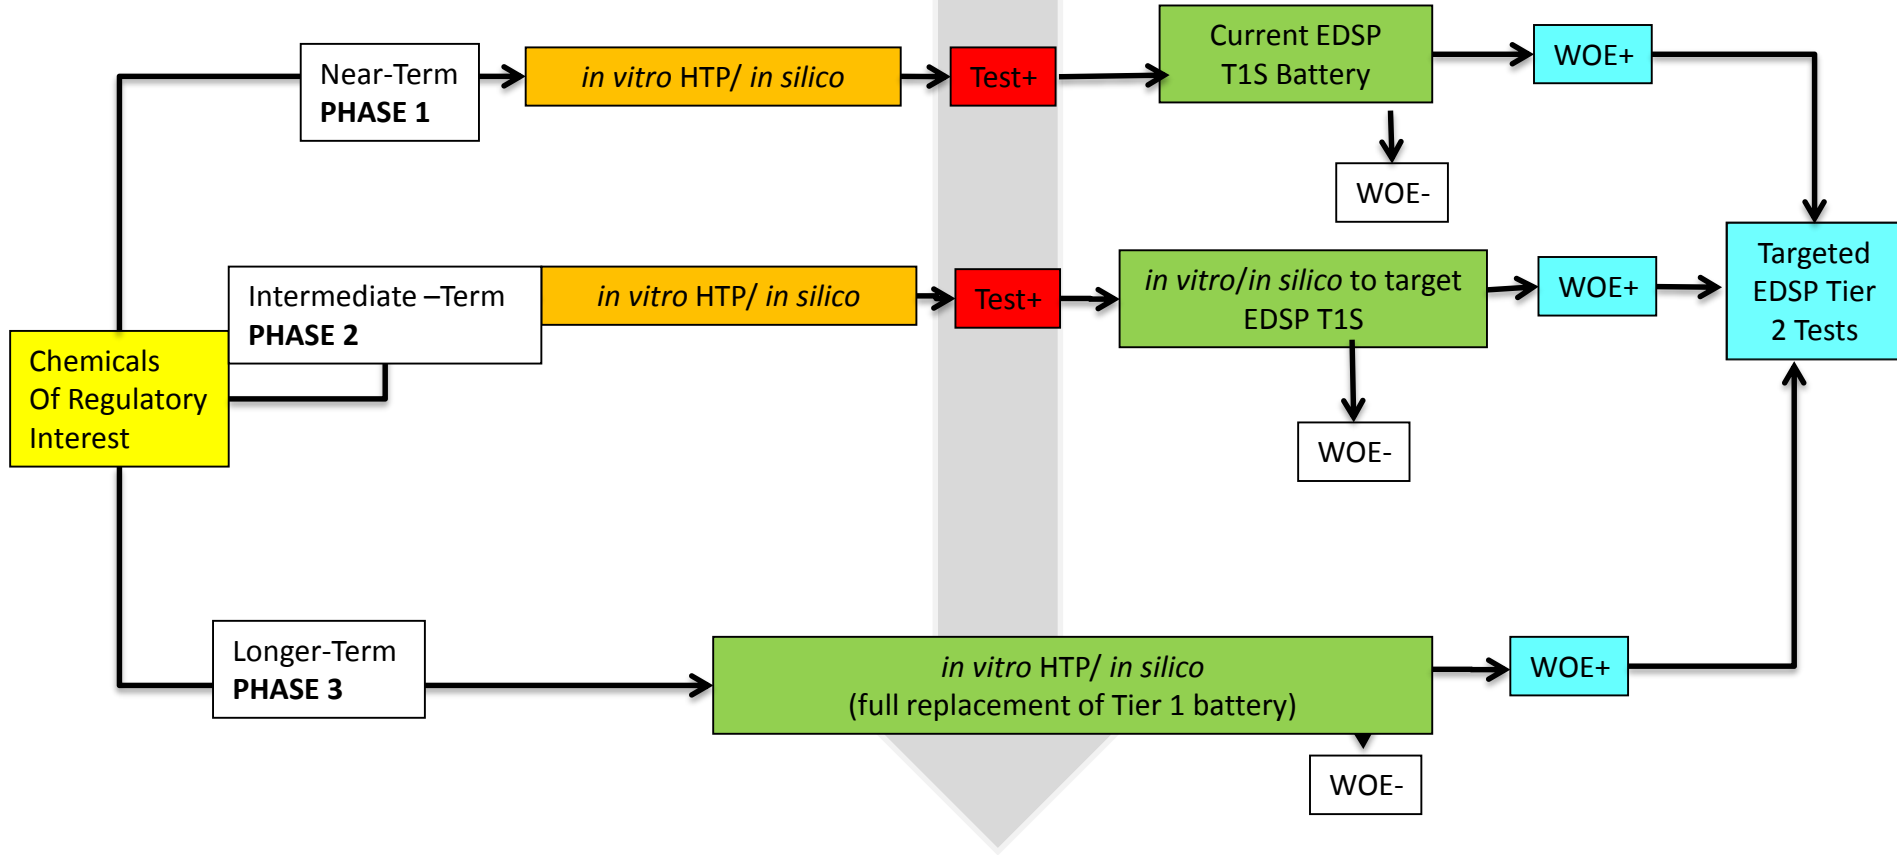 Near-Term
PHASE 1
in vitro HTP/ in silico
Test+
Current EDSP
T1S Battery
WOE+
WOE-
Intermediate –Term
PHASE 2
in vitro HTP/ in silico
Test+
in vitro/in silico to target
EDSP T1S
WOE+
WOE-
Targeted
EDSP Tier
2 Tests
Chemicals
Of Regulatory
Interest
Longer-Term
PHASE 3
in vitro HTP/ in silico
(full replacement of Tier 1 battery)
WOE+
WOE-